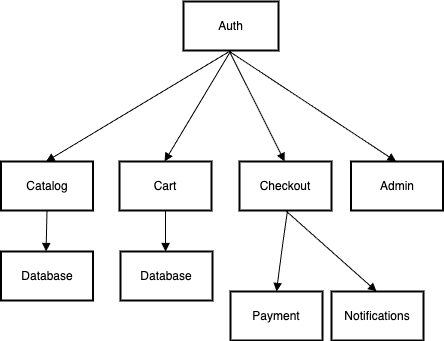 Auth
Catalog
Cart
Checkout
Admin
Database
Database
Payment
Notifications